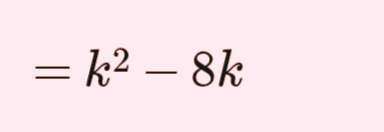 = k² − 8k